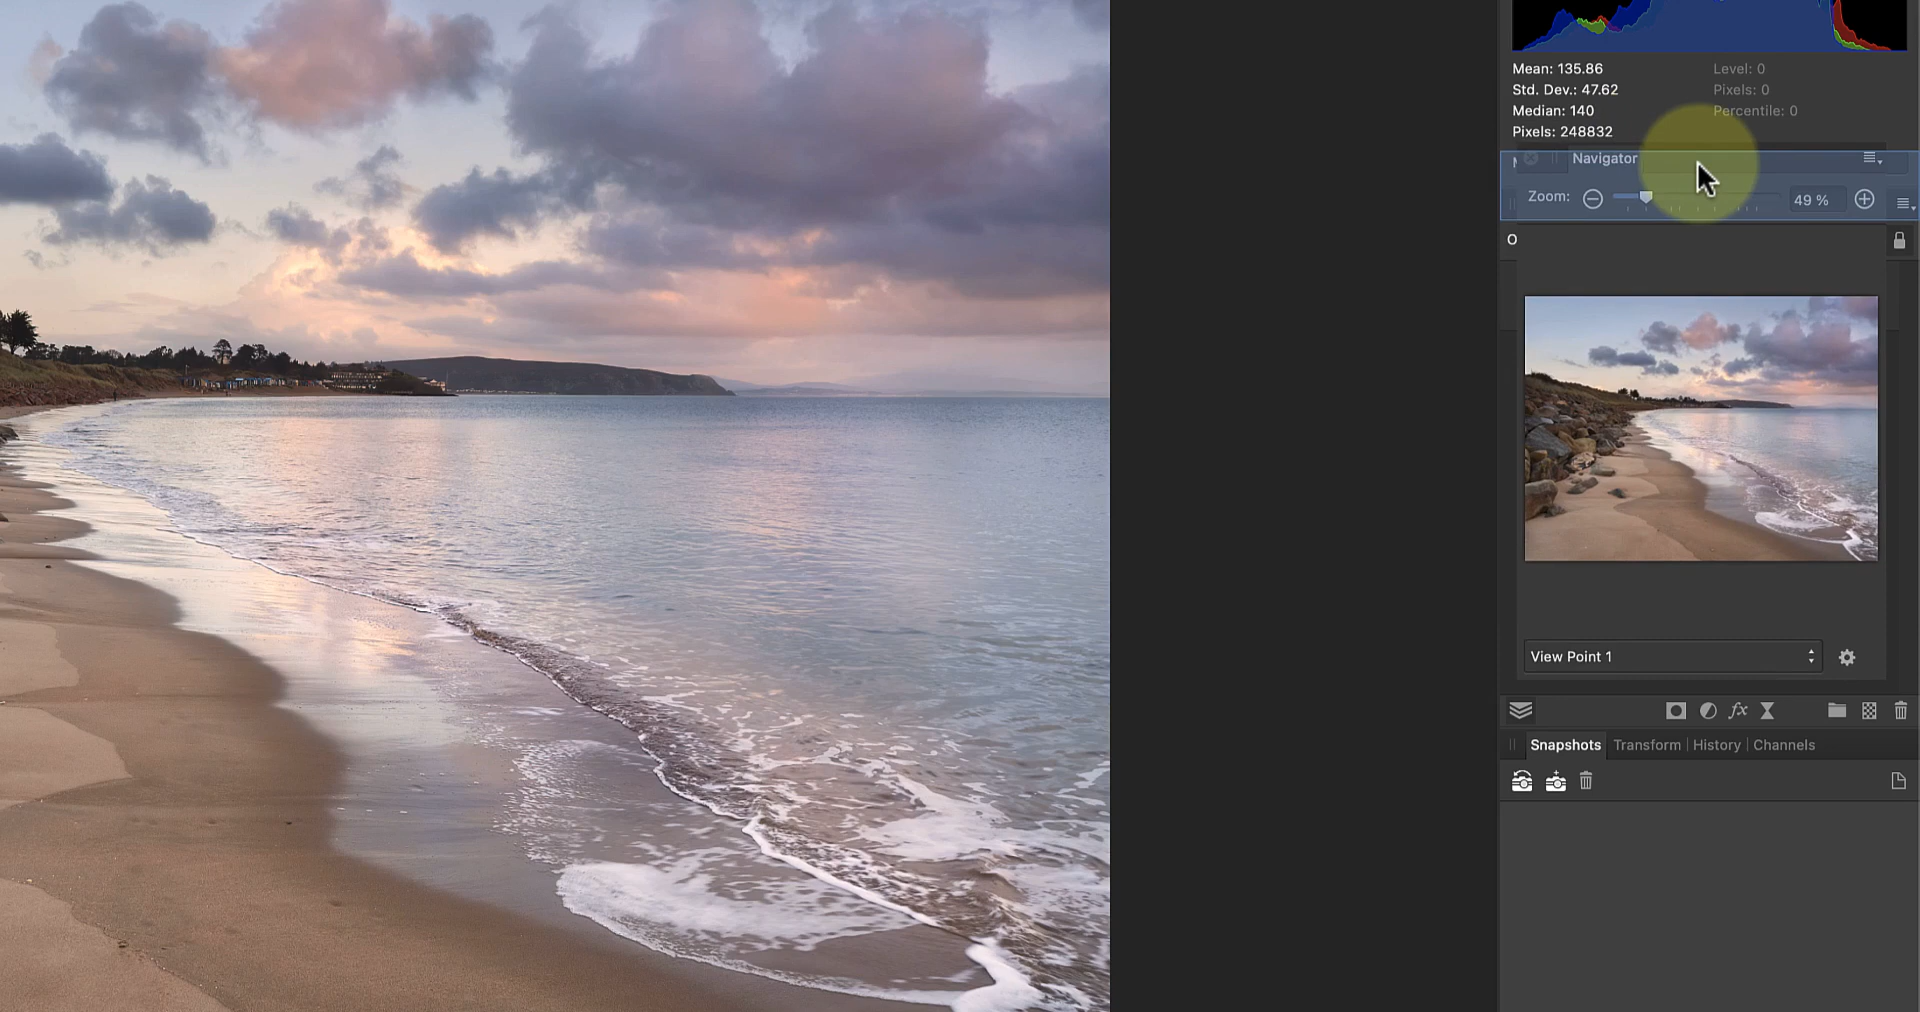 Mean: 135.86
Level: 0
Std. Dev.: 47.62
Pixels: 0
Median: 140
Percentile: 0
Pixels: 248832
Navigator
Zoom:
49 %
View Point 1
fx
Snapshots Transform History Channels